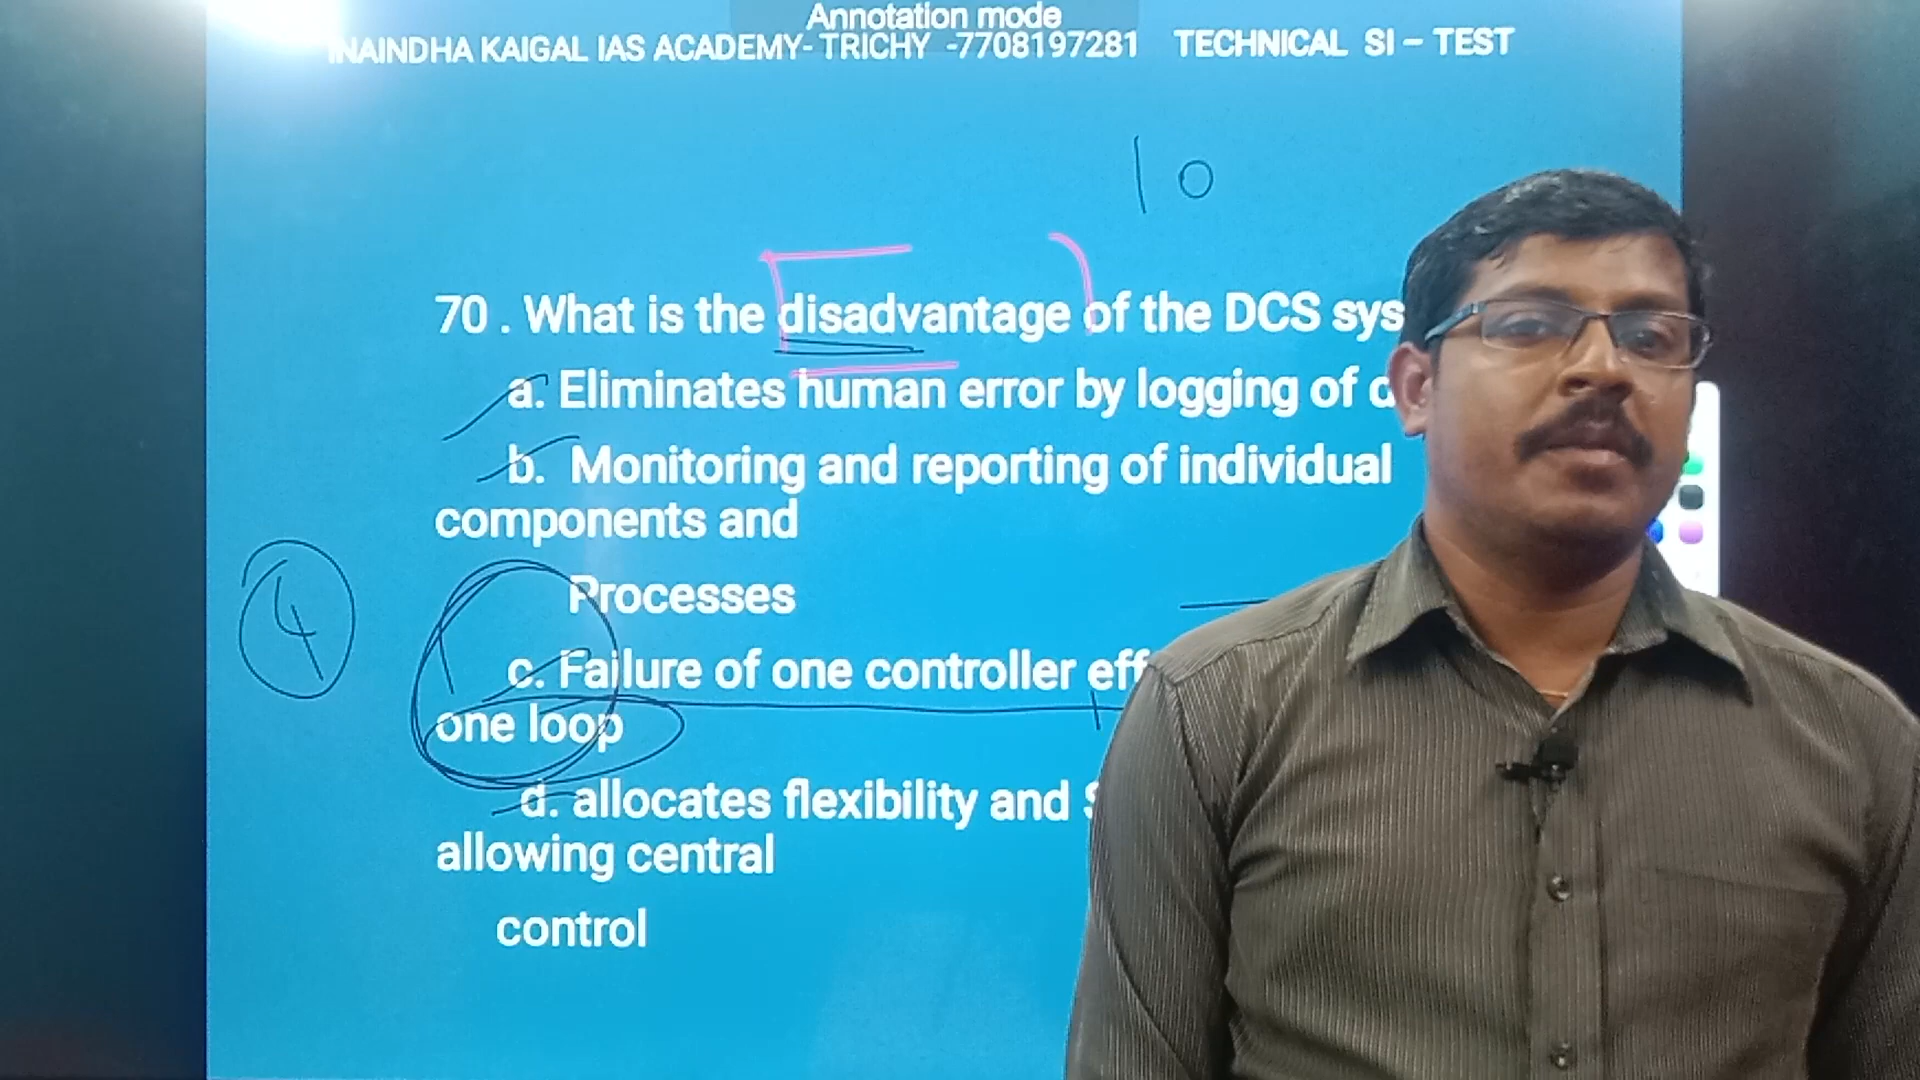 Annotation mode
INAINDHA KAIGAL IAS ACADEMY- TRICHY -7708197281 TECHNICAL SI – TEST
10
70 . What is the disadvantage of the DCS sys
a. Eliminates human error by logging of d
b. Monitoring and reporting of individual
components and
Processes
4
c. Failure of one controller eff
one loop
d. allocates flexibility and S
allowing central
control